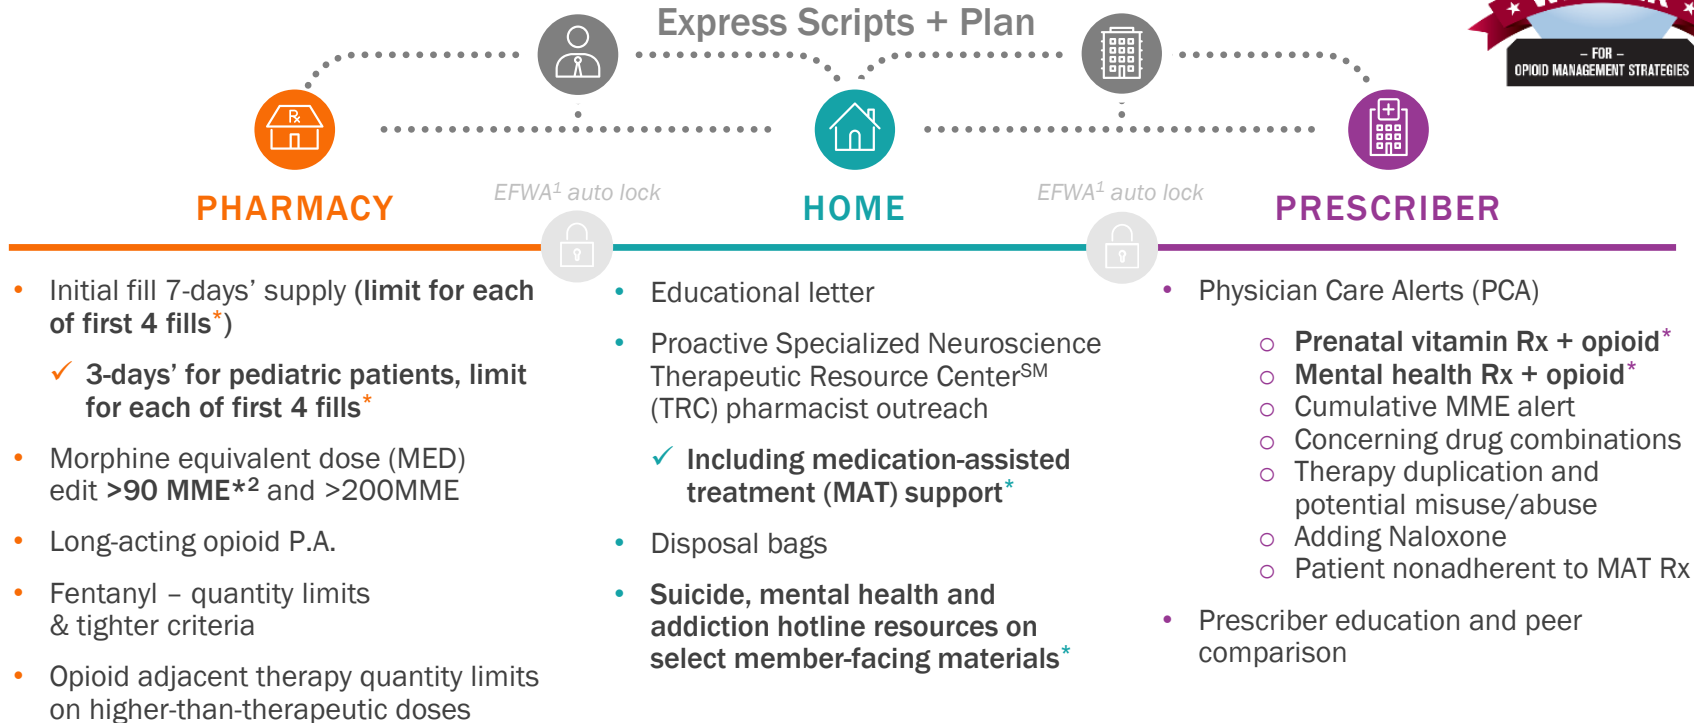 Express Scripts + Plan
– FOR –
OPIOID MANAGEMENT STRATEGIES
Rx
PHARMACY
EFWA¹ auto lock
HOME
EFWA¹ auto lock
PRESCRIBER
• Initial fill 7-days’ supply (limit for each
of first 4 fills*)
✓ 3-days’ for pediatric patients, limit
for each of first 4 fills*
• Morphine equivalent dose (MED)
edit >90 MME*² and >200MME
• Long-acting opioid P.A.
• Fentanyl – quantity limits
& tighter criteria
• Opioid adjacent therapy quantity limits
on higher-than-therapeutic doses
• Educational letter
• Proactive Specialized Neuroscience
Therapeutic Resource Center℠
(TRC) pharmacist outreach
✓ Including medication-assisted
treatment (MAT) support*
• Disposal bags
• Suicide, mental health and
addiction hotline resources on
select member-facing materials*
• Physician Care Alerts (PCA)
o Prenatal vitamin Rx + opioid*
o Mental health Rx + opioid*
o Cumulative MME alert
o Concerning drug combinations
o Therapy duplication and
potential misuse/abuse
o Adding Naloxone
o Patient nonadherent to MAT Rx
• Prescriber education and peer
comparison